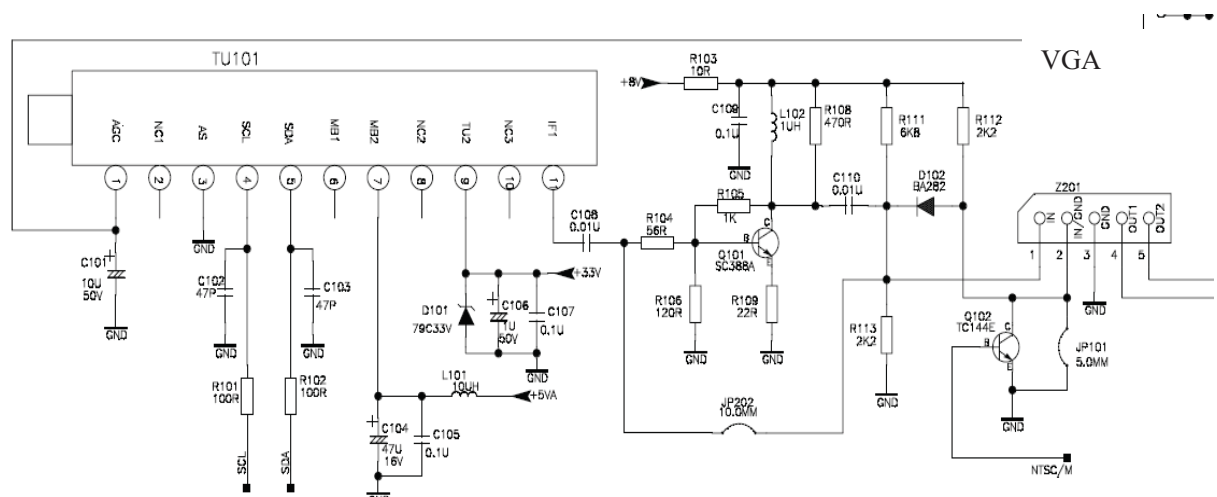 TU101
VGA
AGC
NC1
AS
SCL
SDA
MB1
MB2
NC2
TU2
NC3
IF1
1
2
3
4
5
6
7
8
9
10
11
+8V
R103
10R
C109
0.1U
GND
L102
1UH
R108
470R
R111
6K8
R112
2K2
C110
0.01U
D102
BA282
R105
1K
C108
0.01U
R104
56R
B
C
E
Q101
SC388A
R106
120R
GND
R109
22R
GND
R113
2K2
GND
Z201
IN
IN/GND
GND
OUT1
OUT2
1
2
3
4
5
GND
Q102
TC144E
B
C
E
GND
JP101
5.0MM
NTSC/M
JP202
10.0MM
C101
+
10U
50V
GND
GND
C102
47P
GND
C103
47P
GND
R101
100R
R102
100R
SCL
SDA
+33V
D101
79C33V
+
C106
1U
50V
C107
0.1U
GND
L101
10UH
+5VA
+
C104
47U
16V
C105
0.1U
GND